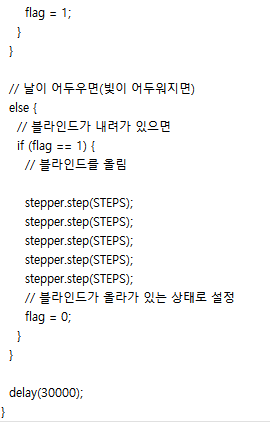 flag = 1;
}
}
// 날이 어두우면(빛이 어두워지면)
else {
// 블라인드가 내려가 있으면
if (flag == 1) {
// 블라인드를 올림
stepper.step(STEPS);
stepper.step(STEPS);
stepper.step(STEPS);
stepper.step(STEPS);
stepper.step(STEPS);
// 블라인드가 올라가 있는 상태로 설정
flag = 0;
}
}
delay(30000);
}